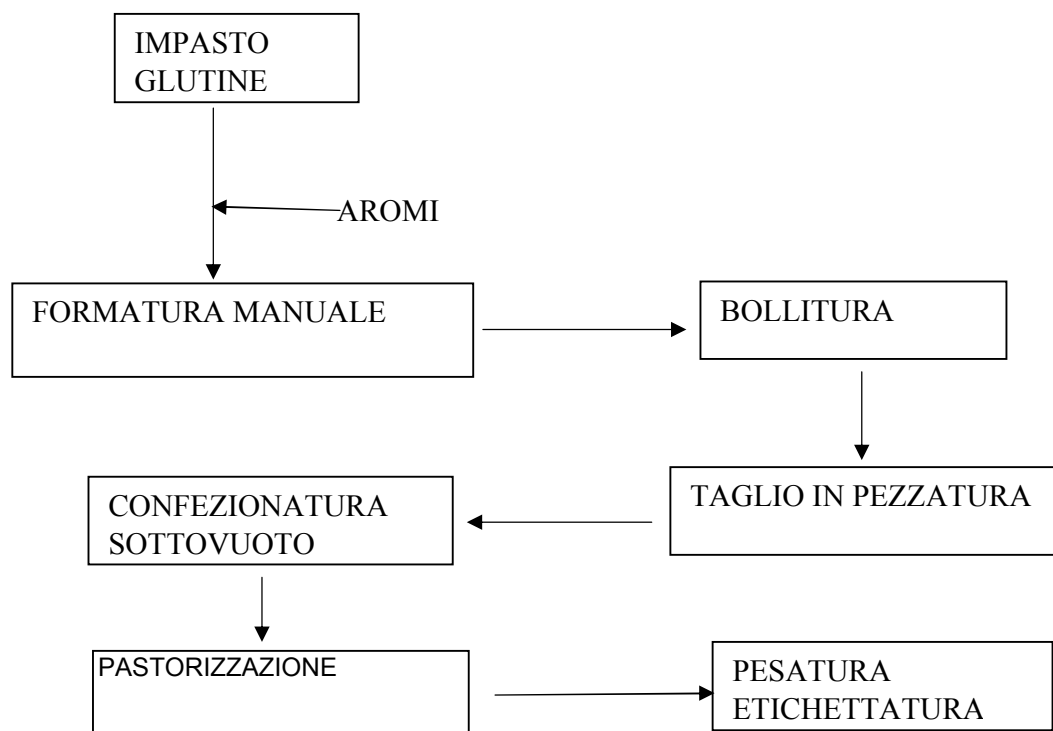 IMPASTO
GLUTINE
AROMI
FORMATURA MANUALE
BOLLITURA
TAGLIO IN PEZZATURA
CONFEZIONATURA
SOTTOVUOTO
PASTORIZZAZIONE
PESATURA
ETICHETTATURA